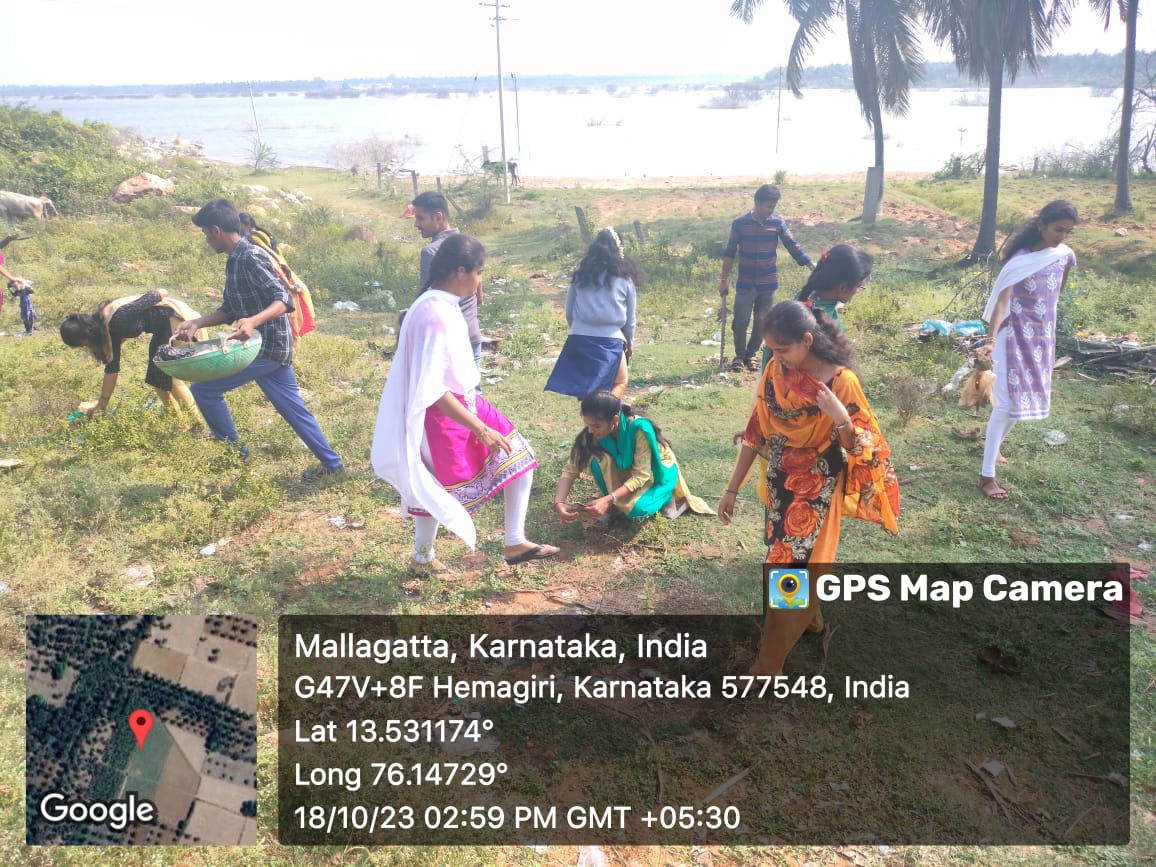 GPS Map Camera
Mallagatta, Karnataka, India
G47V+8F Hemagiri, Karnataka 577548, India
Lat 13.531174°
Long 76.14729°
18/10/23 02:59 PM GMT +05:30
Google